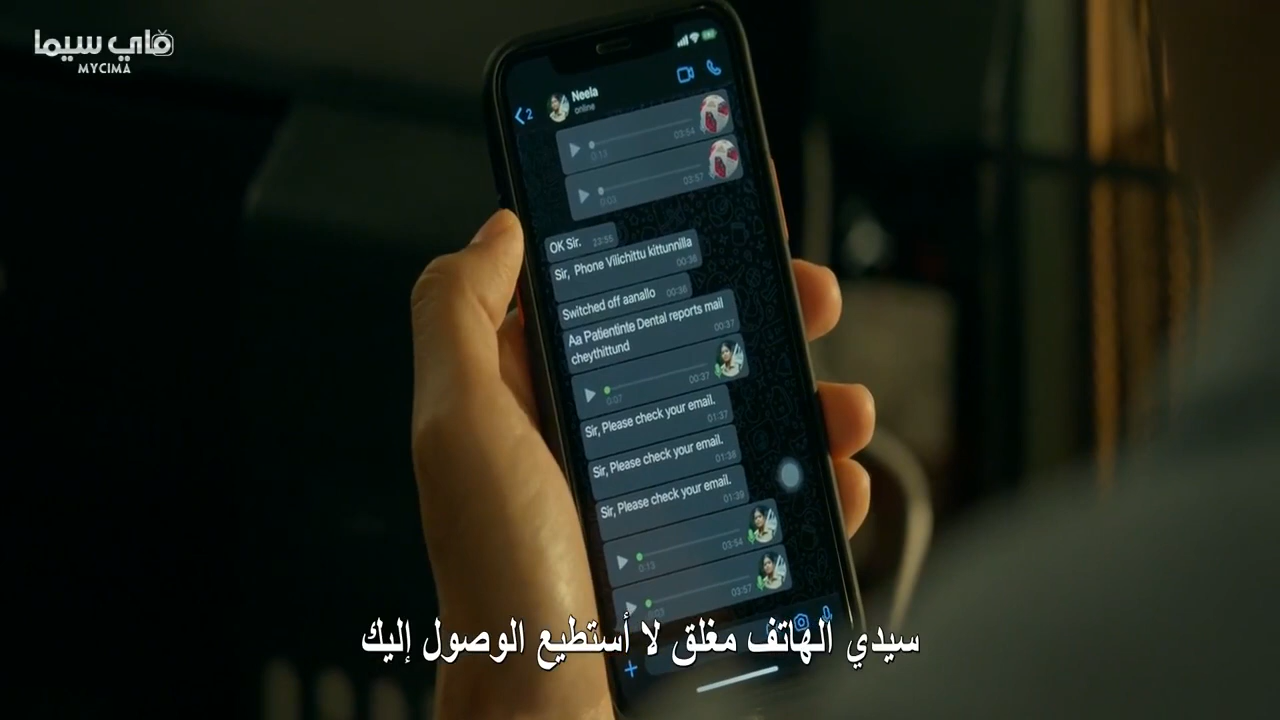 ماي سيما
MYCIMA
2
Neela
online
03:54
0:13
03:57
0:03
OK Sir. 23:55
Sir, Phone Vilichittu kittunnilla
00:36
Switched off aanallo 00:36
Aa Patientinte Dental reports mail
cheythittund 00:37
00:37
0:07
Sir, Please check your email.
01:37
Sir, Please check your email.
01:38
Sir, Please check your email.
01:39
03:54
0:13
03:57
0:03
سيدي الهاتف مغلق لا أستطيع الوصول إليك